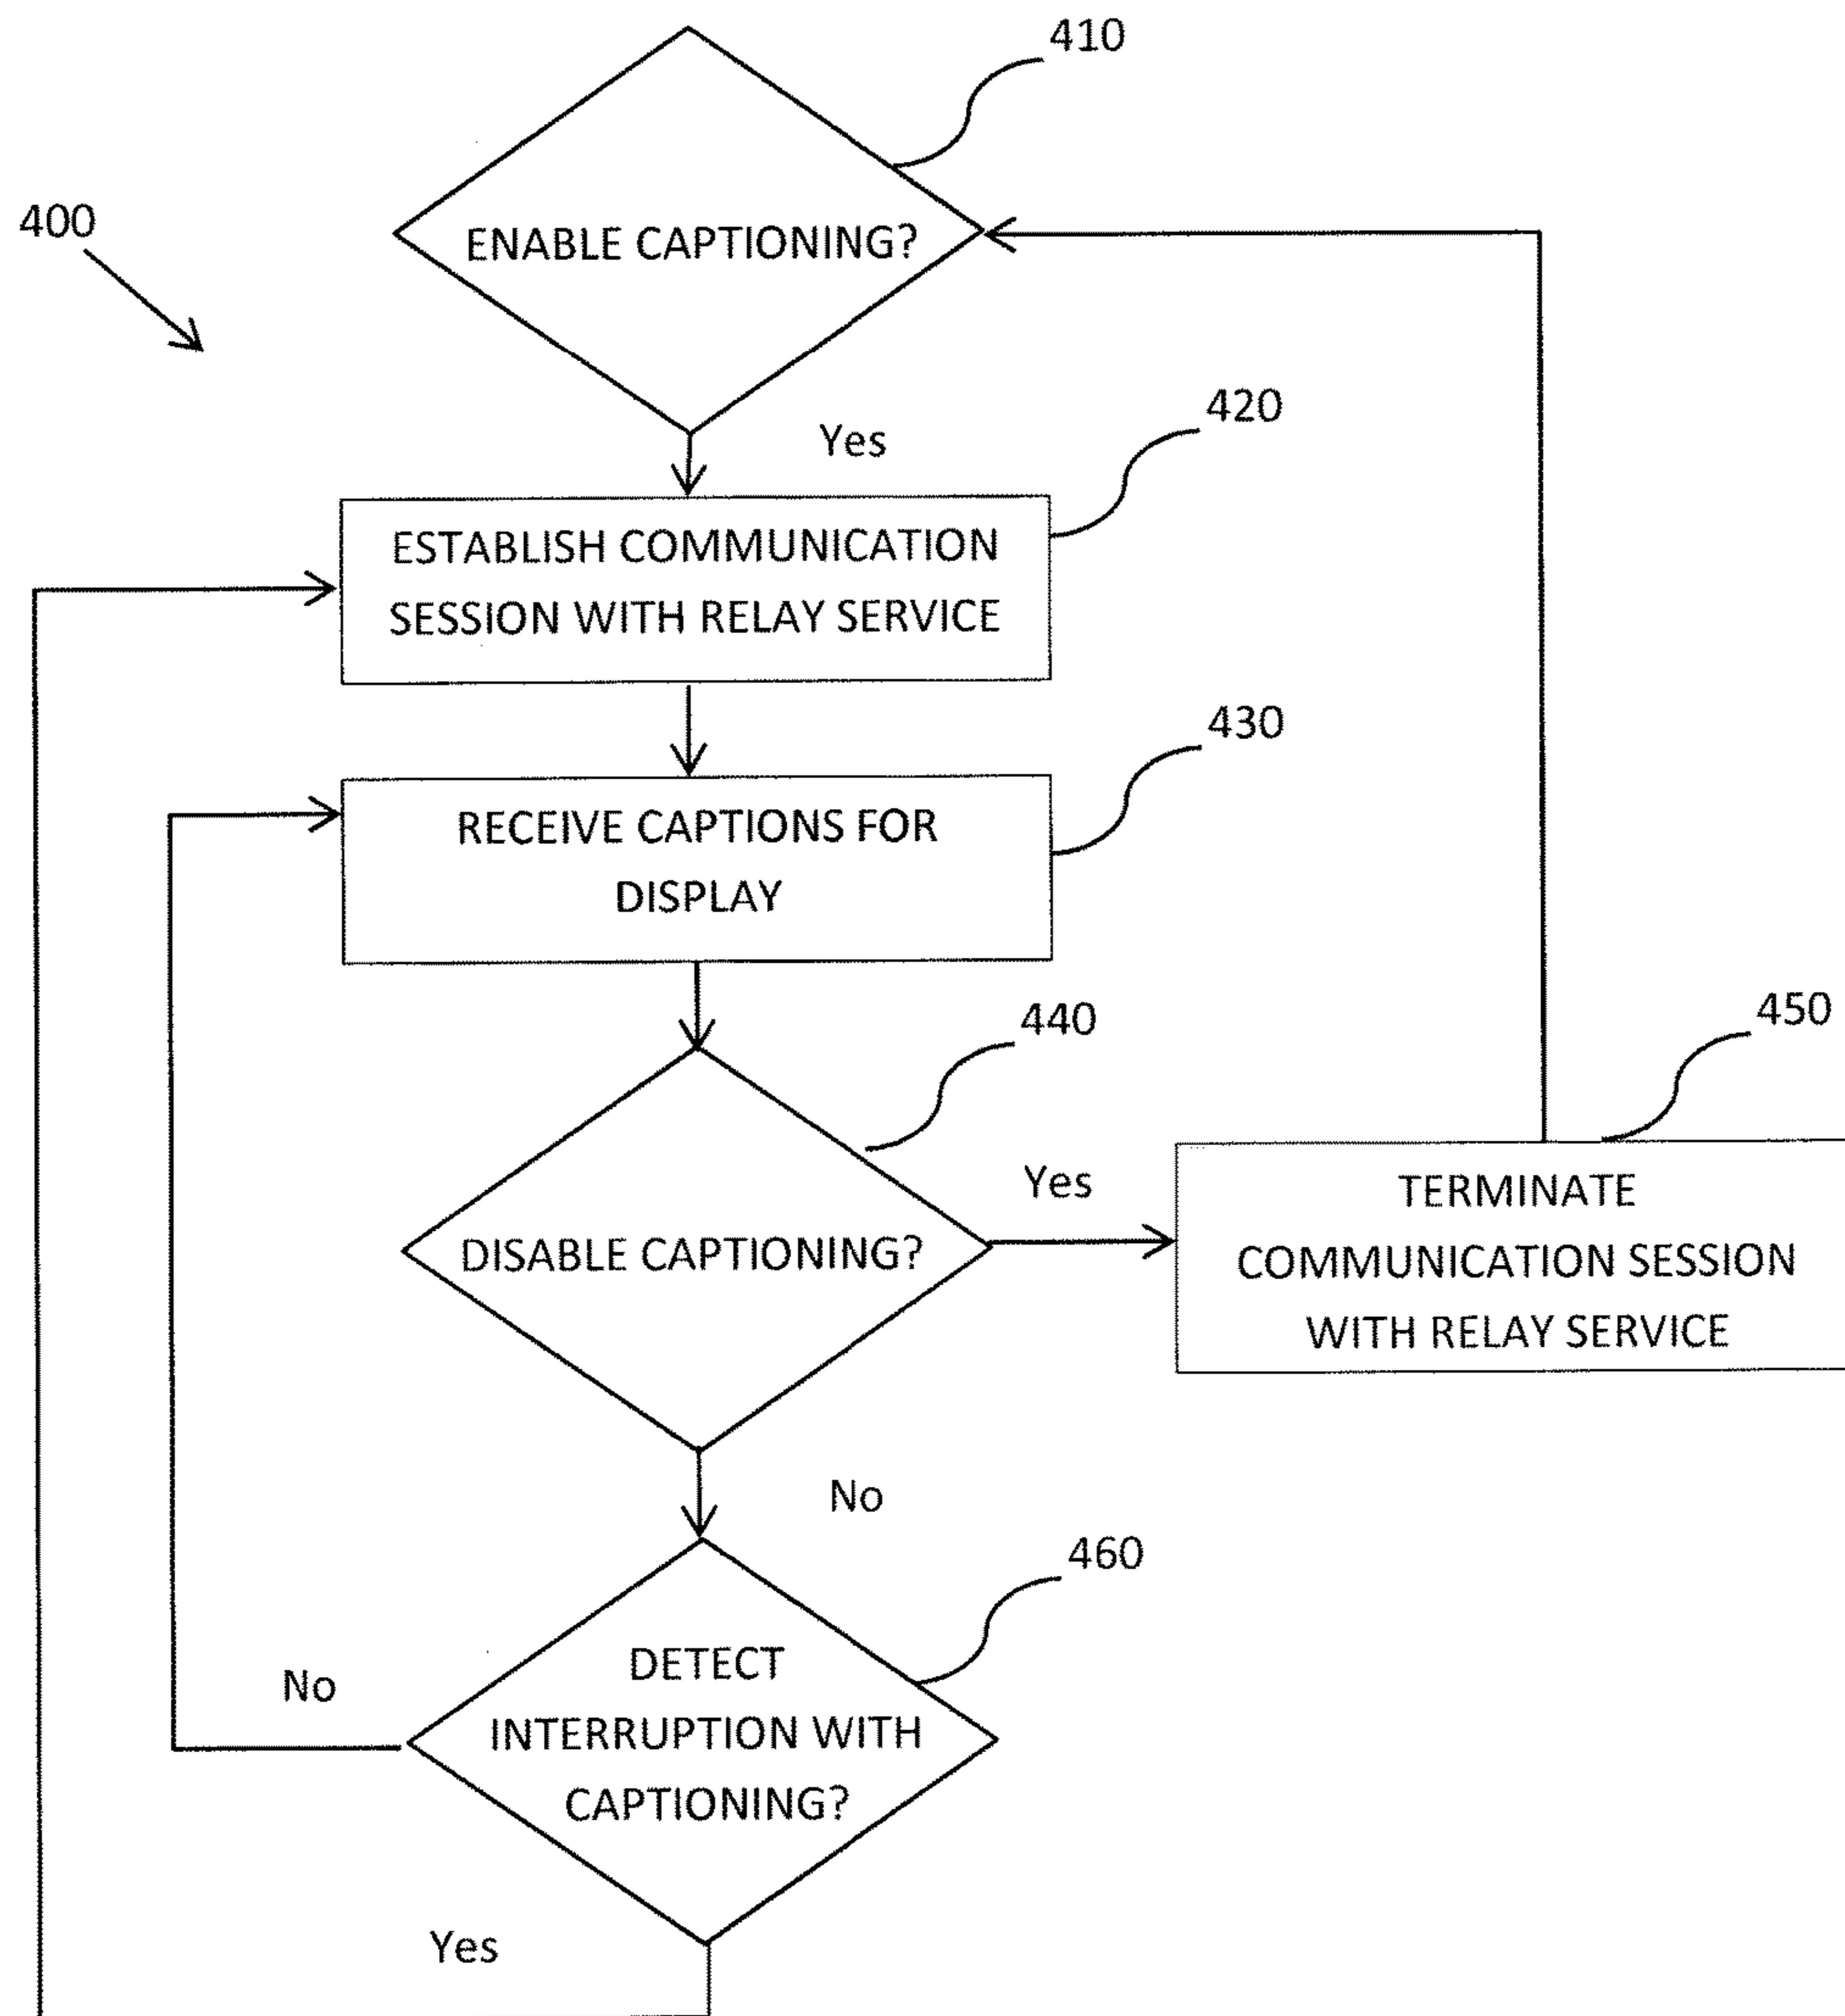 410
400
ENABLE CAPTIONING?
420
Yes
ESTABLISH COMMUNICATION
SESSION WITH RELAY SERVICE
430
RECEIVE CAPTIONS FOR
DISPLAY
440
450
Yes
TERMINATE
COMMUNICATION SESSION
WITH RELAY SERVICE
DISABLE CAPTIONING?
No
460
No
DETECT
INTERRUPTION WITH
CAPTIONING?
Yes